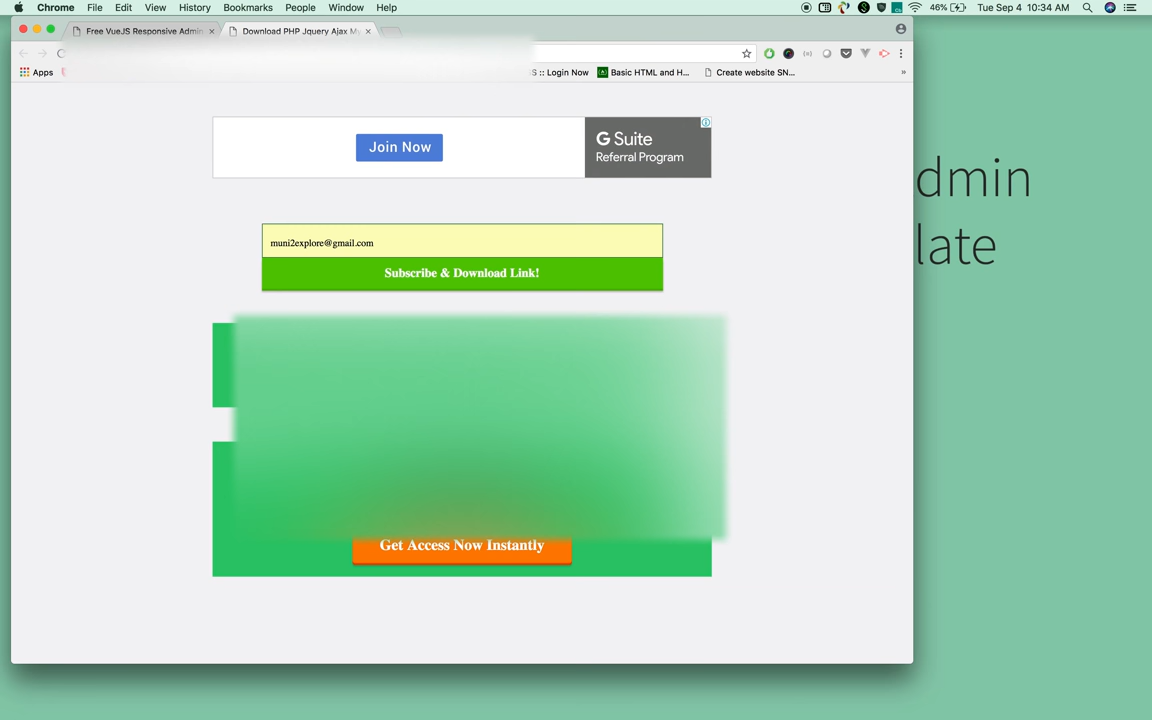 Chrome File Edit View History Bookmarks People Window Help 46% Tue Sep 4 10:34 AM
Free VueJS Responsive Admin × Download PHP Jquery Ajax My ×
Apps S :: Login Now Basic HTML and H... Create website SN... »
Join Now
G Suite
Referral Program
dmin
late
muni2explore@gmail.com
Subscribe & Download Link!
Get Access Now Instantly